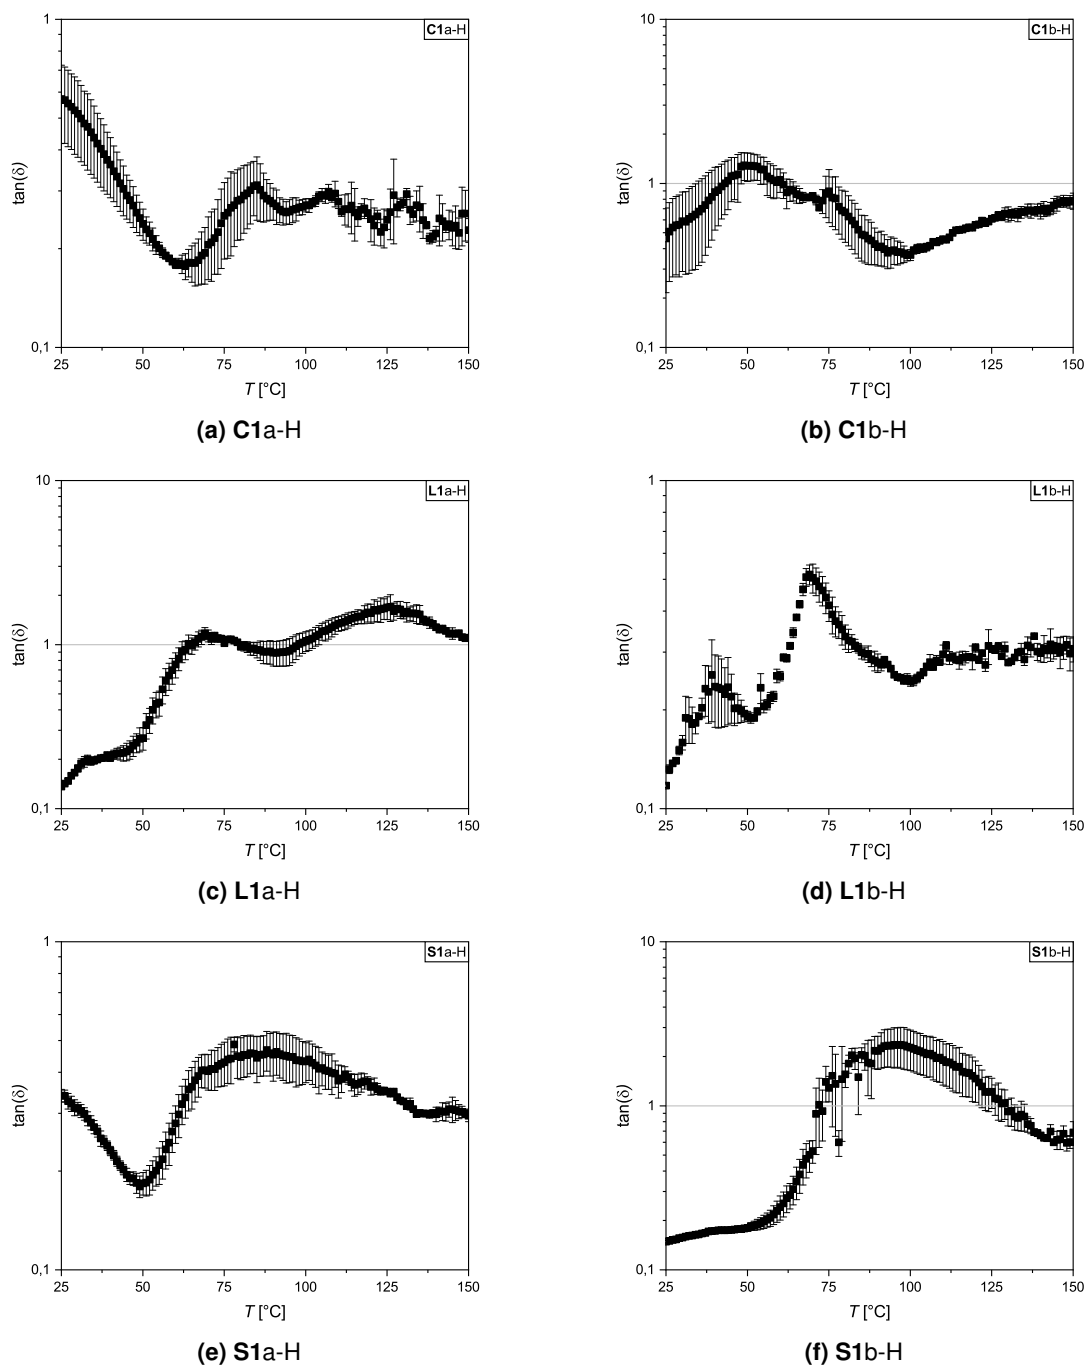 1
C1a-H
tan(δ)
0,1
25 50 75 100 125 150
T [°C]
(a) C1a-H
10
C1b-H
1
tan(δ)
0,1
25 50 75 100 125 150
T [°C]
(b) C1b-H
10
L1a-H
1
tan(δ)
0,1
25 50 75 100 125 150
T [°C]
(c) L1a-H
1
L1b-H
tan(δ)
0,1
25 50 75 100 125 150
T [°C]
(d) L1b-H
1
S1a-H
tan(δ)
0,1
25 50 75 100 125 150
T [°C]
(e) S1a-H
10
S1b-H
1
tan(δ)
0,1
25 50 75 100 125 150
T [°C]
(f) S1b-H